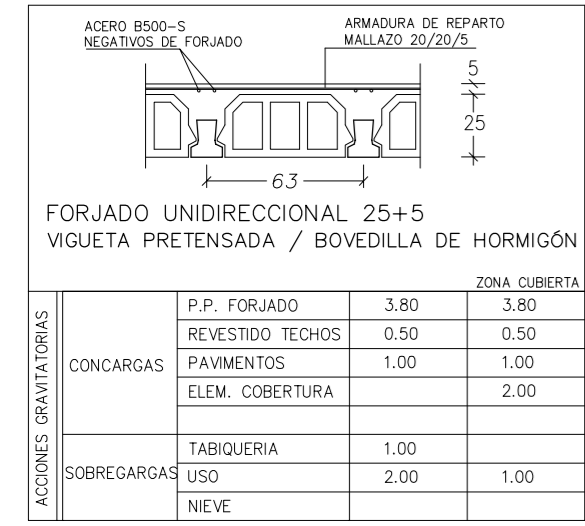 ACERO B500-S
NEGATIVOS DE FORJADO
ARMADURA DE REPARTO
MALLAZO 20/20/5
5
25
63
FORJADO UNIDIRECCIONAL 25+5
VIGUETA PRETENSADA / BOVEDILLA DE HORMIGÓN
ZONA CUBIERTA
ACCIONES GRAVITATORIAS
CONCARGAS
P.P. FORJADO 3.80 3.80
REVESTIDO TECHOS 0.50 0.50
PAVIMENTOS 1.00 1.00
ELEM. COBERTURA 2.00
SOBREGARGAS
TABIQUERIA 1.00
USO 2.00 1.00
NIEVE